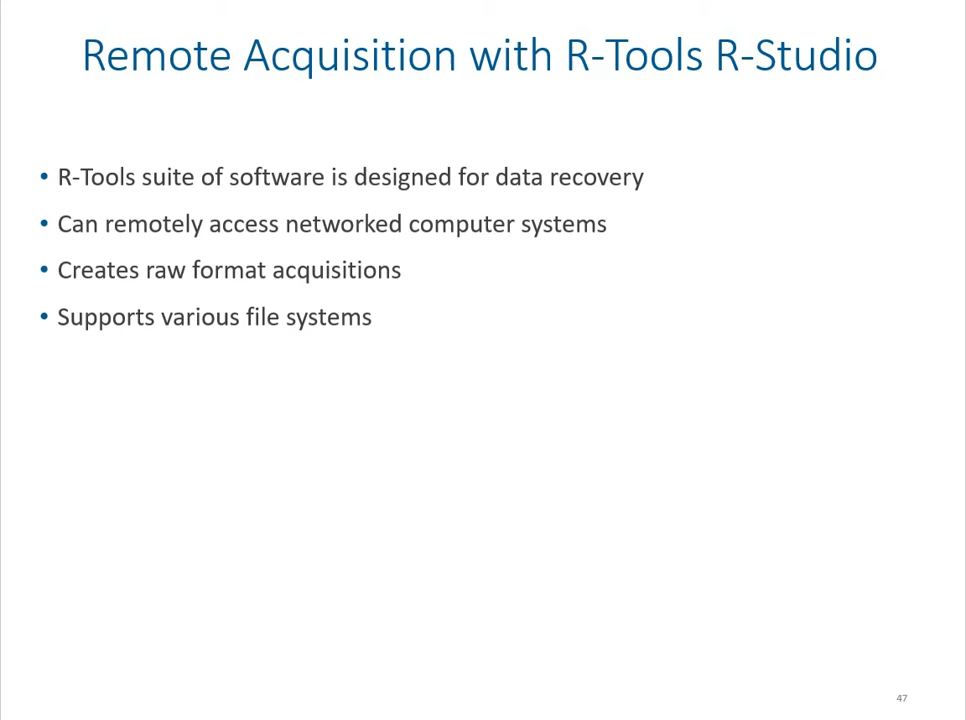 Remote Acquisition with R-Tools R-Studio
• R-Tools suite of software is designed for data recovery
• Can remotely access networked computer systems
• Creates raw format acquisitions
• Supports various file systems
47